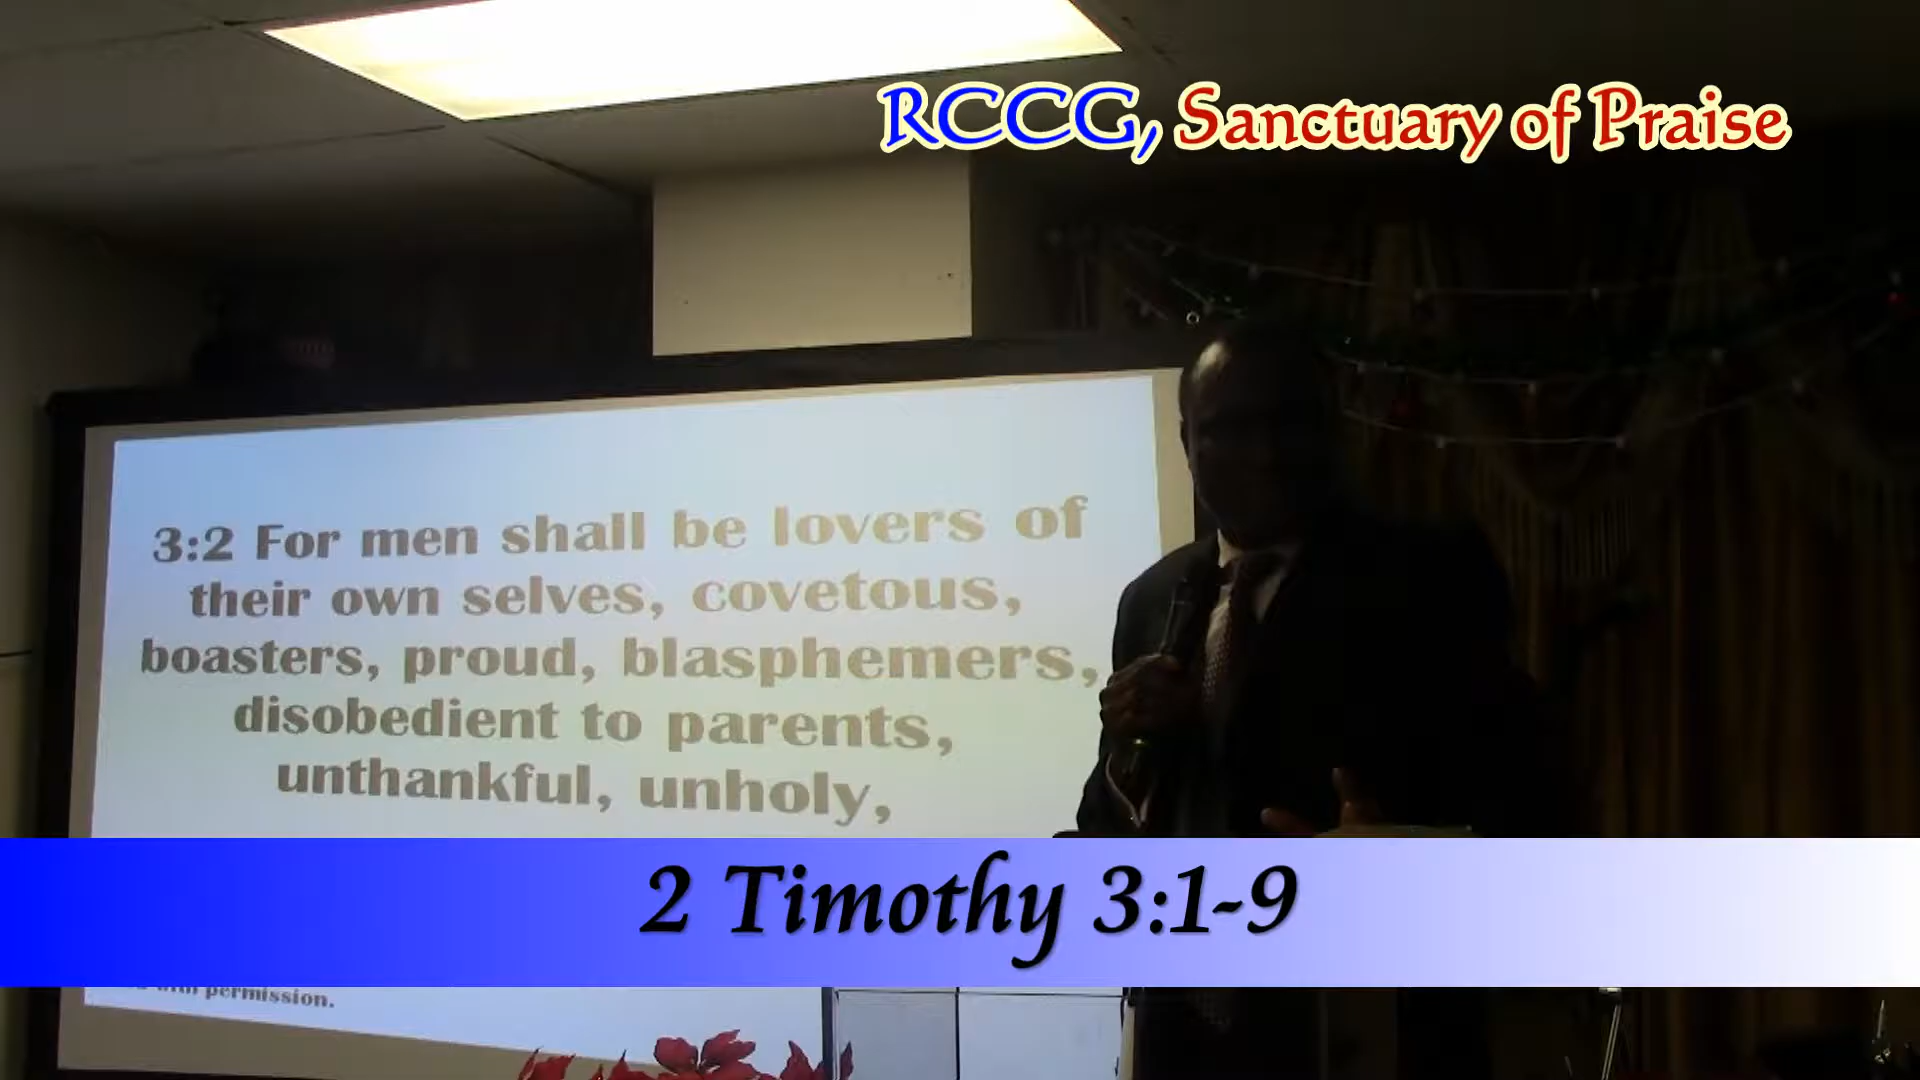 RCCG, Sanctuary of Praise
3:2 For men shall be lovers of
their own selves, covetous,
boasters, proud, blasphemers,
disobedient to parents,
unthankful, unholy,
2 Timothy 3:1-9
with permission.